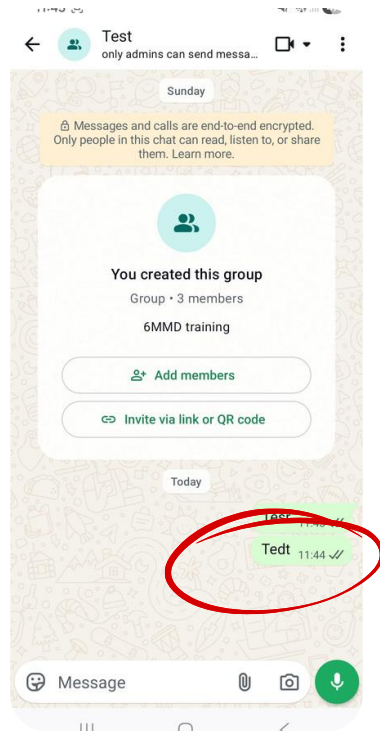 Test
only admins can send messa...
Sunday
Messages and calls are end-to-end encrypted.
Only people in this chat can read, listen to, or share
them. Learn more.
You created this group
Group • 3 members
6MMD training
Add members
Invite via link or QR code
Today
Tedt 11:44
Message